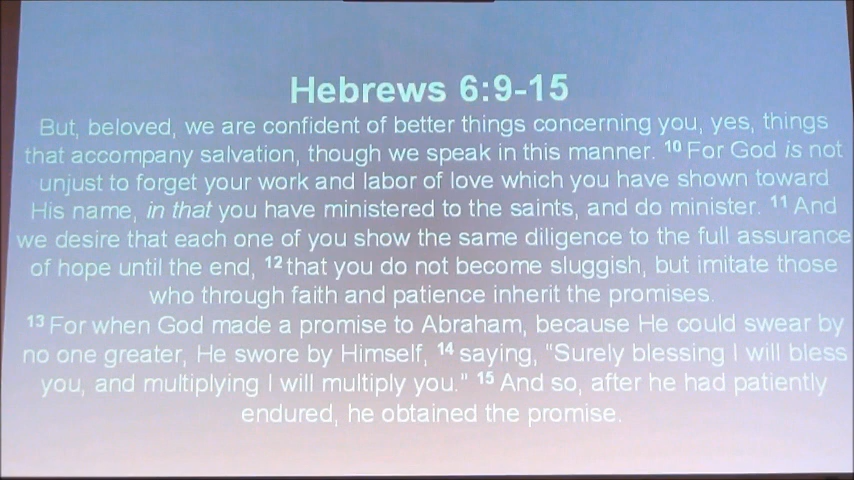 Hebrews 6:9-15
But, beloved, we are confident of better things concerning you, yes, things
that accompany salvation, though we speak in this manner. 10 For God is not
unjust to forget your work and labor of love which you have shown toward
His name, in that you have ministered to the saints, and do minister. 11 And
we desire that each one of you show the same diligence to the full assurance
of hope until the end, 12 that you do not become sluggish, but imitate those
who through faith and patience inherit the promises.
13 For when God made a promise to Abraham, because He could swear by
no one greater, He swore by Himself, 14 saying, “Surely blessing I will bless
you, and multiplying I will multiply you.” 15 And so, after he had patiently
endured, he obtained the promise.